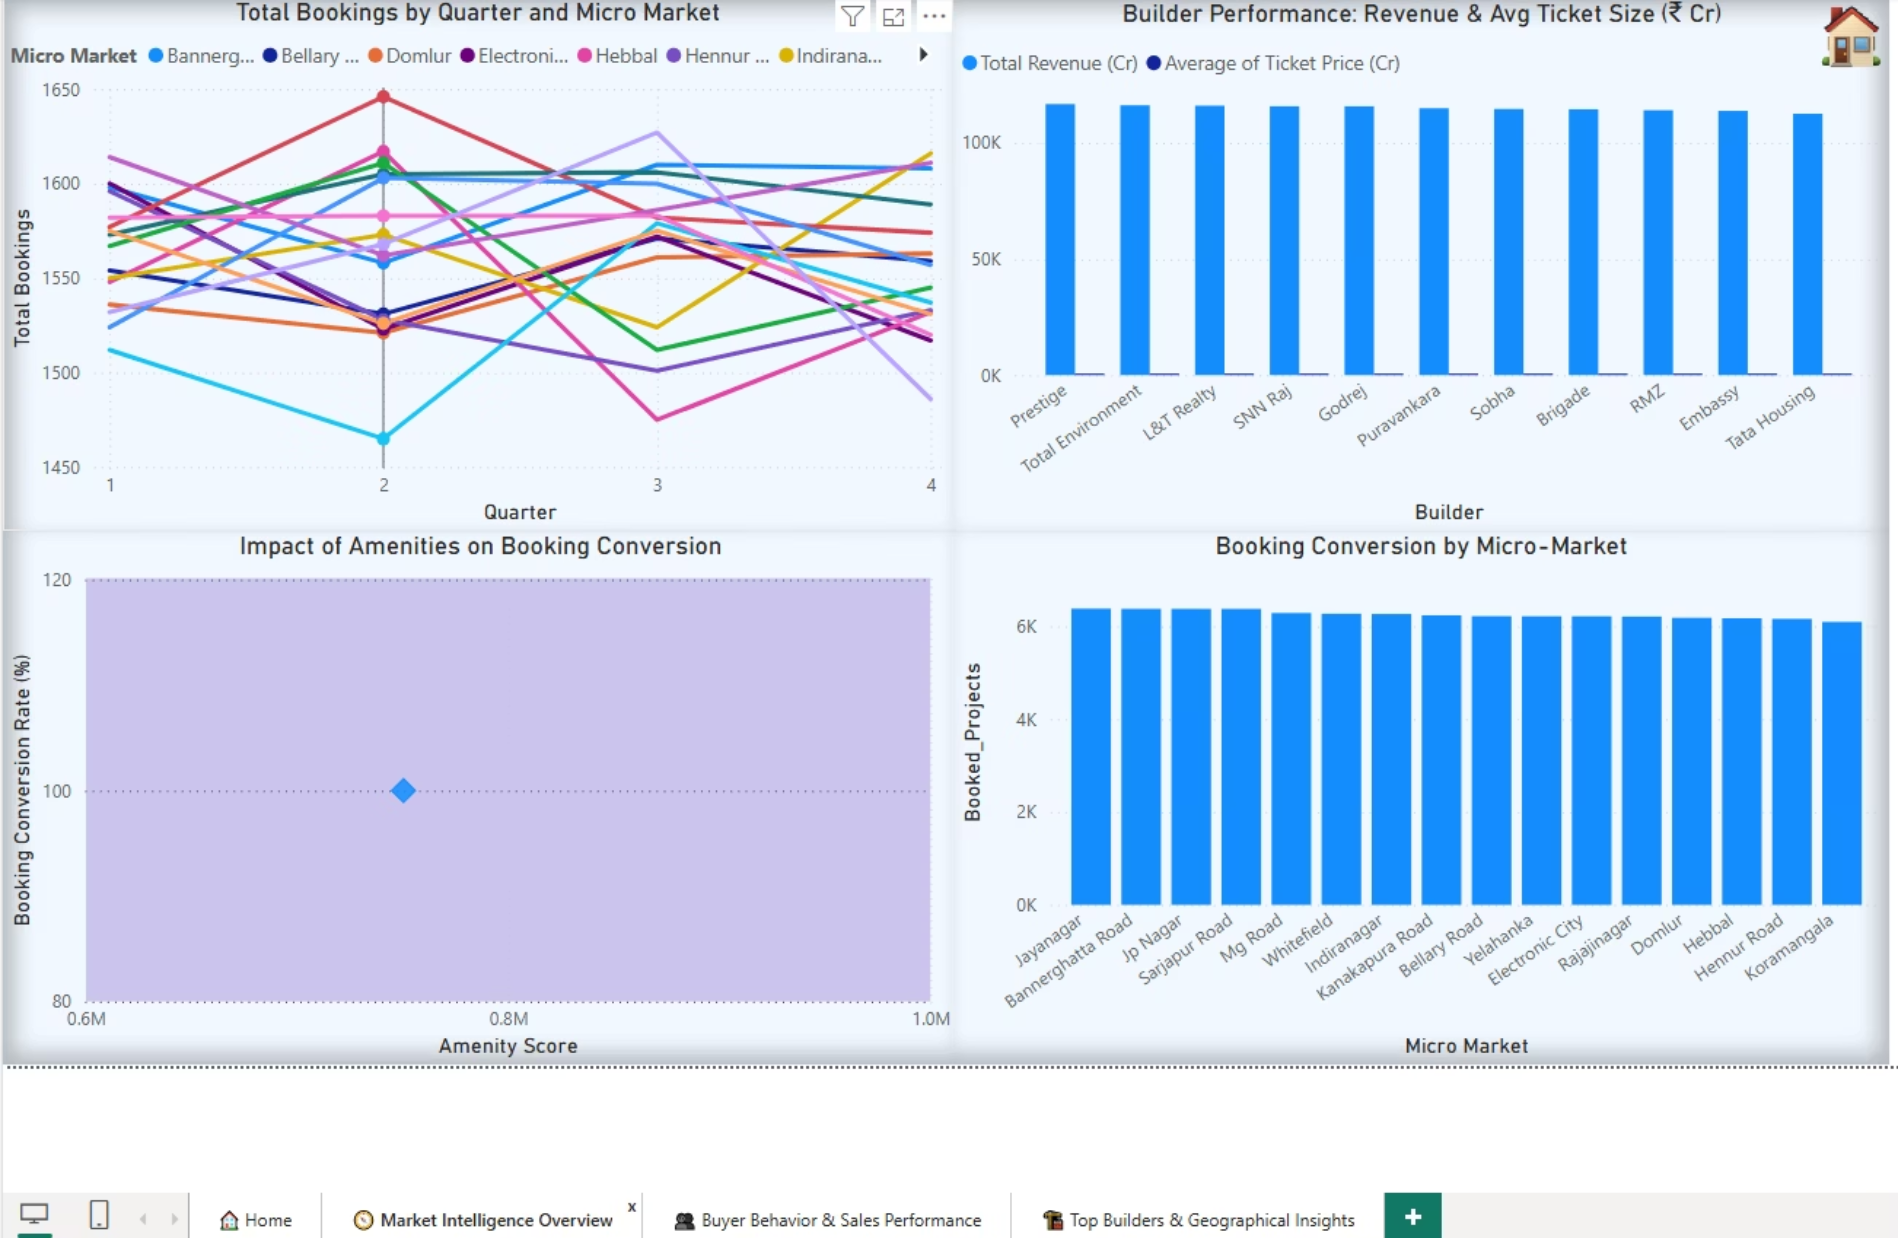 Total Bookings by Quarter and Micro Market
Micro Market Bannerg... Bellary ... Domlur Electroni... Hebbal Hennur ... Indirana...
1650
1600
1550
1500
1450
Total Bookings
1 2 3 4
Quarter
Builder Performance: Revenue & Avg Ticket Size (₹ Cr)
Total Revenue (Cr) Average of Ticket Price (Cr)
100K
50K
0K
Prestige
Total Environment
L&T Realty
SNN Raj
Godrej
Puravankara
Sobha
Brigade
RMZ
Embassy
Tata Housing
Builder
Impact of Amenities on Booking Conversion
120
100
80
Booking Conversion Rate (%)
0.6M 0.8M 1.0M
Amenity Score
Booking Conversion by Micro-Market
6K
4K
2K
0K
Booked_Projects
Jayanagar
Bannerghatta Road
Jp Nagar
Sarjapur Road
Mg Road
Whitefield
Indiranagar
Kanakapura Road
Bellary Road
Yelahanka
Electronic City
Rajajinagar
Domlur
Hebbal
Hennur Road
Koramangala
Micro Market
Home
Market Intelligence Overview x
Buyer Behavior & Sales Performance
Top Builders & Geographical Insights
+